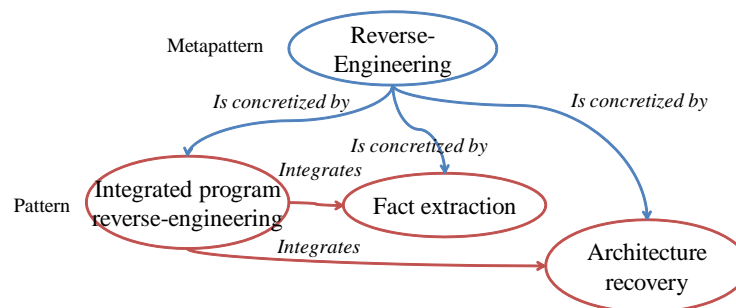 Metapattern
Reverse-
Engineering
Is concretized by
Is concretized by
Is concretized by
Pattern
Integrated program
reverse-engineering
Integrates
Fact extraction
Integrates
Architecture
recovery